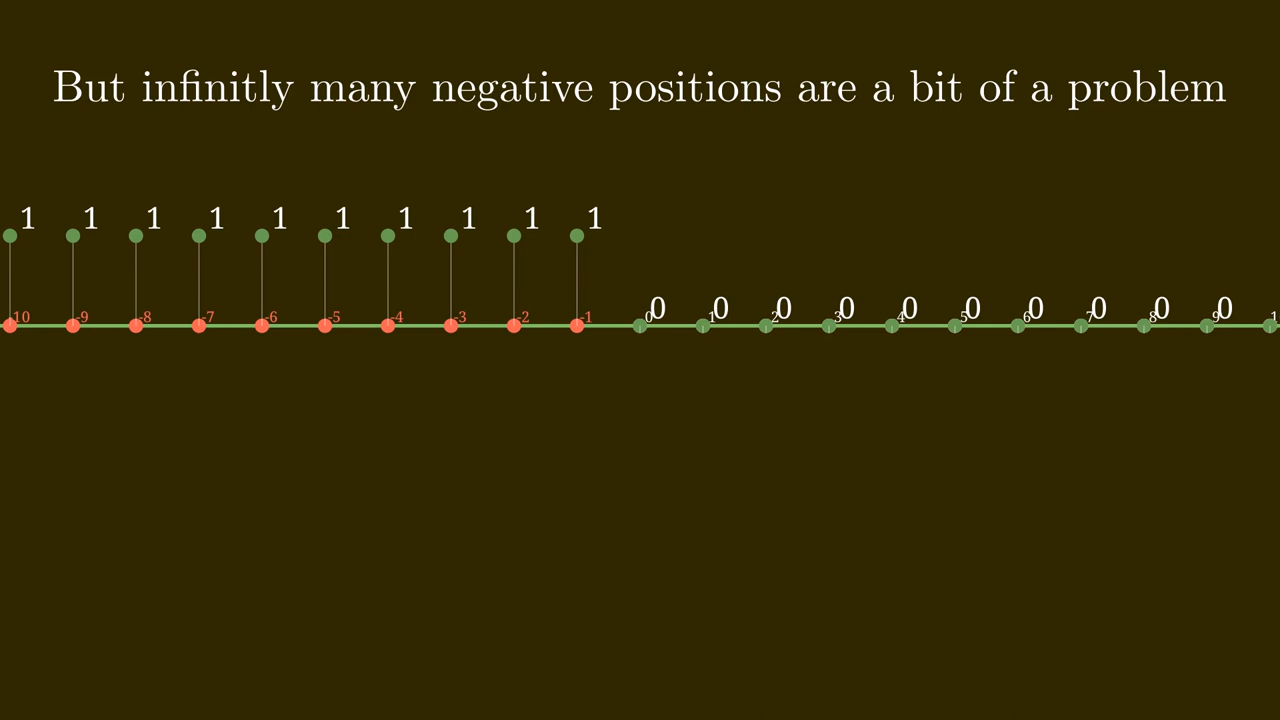 But infinitly many negative positions are a bit of a problem
1 1 1 1 1 1 1 1 1 1
0 0 0 0 0 0 0 0 0 0
-10 -9 -8 -7 -6 -5 -4 -3 -2 -1 0 1 2 3 4 5 6 7 8 9 1